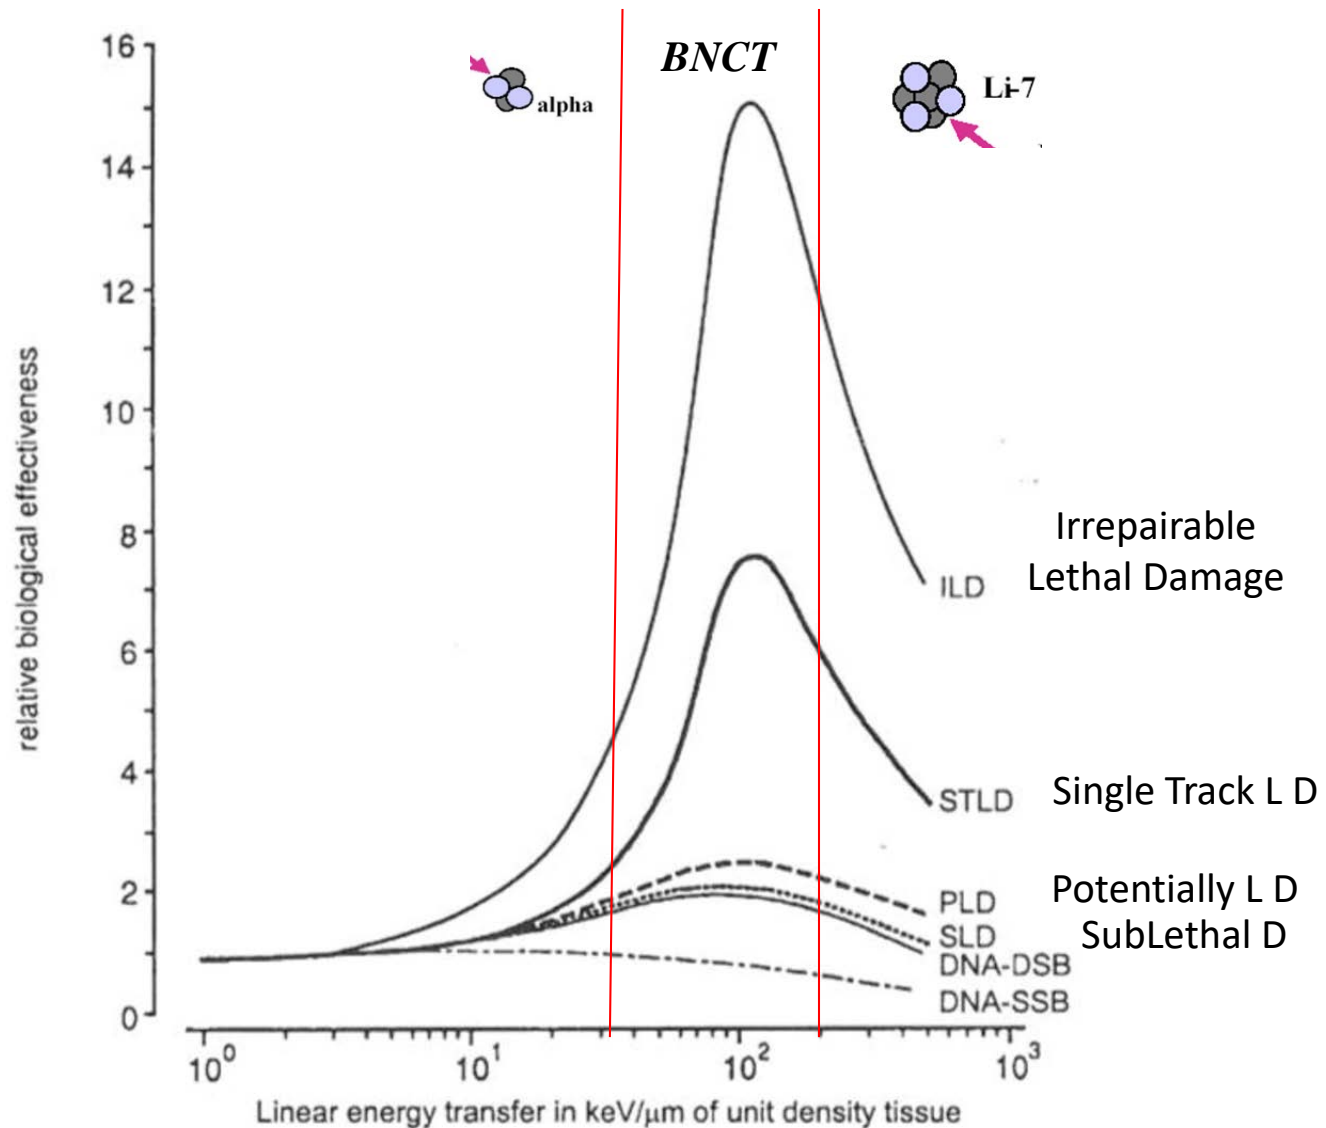 BNCT
alpha
Li-7
16
14
12
10
8
6
4
2
0
relative biological effectiveness
ILD
Irrepairable
Lethal Damage
STLD
Single Track L D
PLD
Potentially L D
SLD
SubLethal D
DNA-DSB
DNA-SSB
10⁰
10¹
10²
10³
Linear energy transfer in keV/μm of unit density tissue